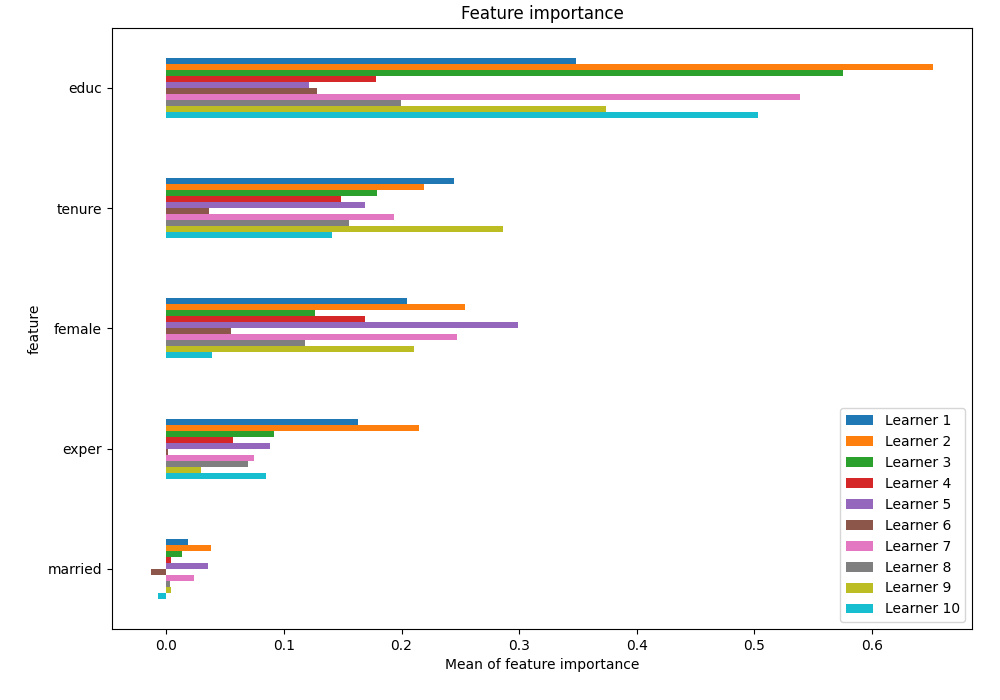 Feature importance
educ
tenure
female
exper
married
feature
0.0 0.1 0.2 0.3 0.4 0.5 0.6
Mean of feature importance
Learner 1
Learner 2
Learner 3
Learner 4
Learner 5
Learner 6
Learner 7
Learner 8
Learner 9
Learner 10